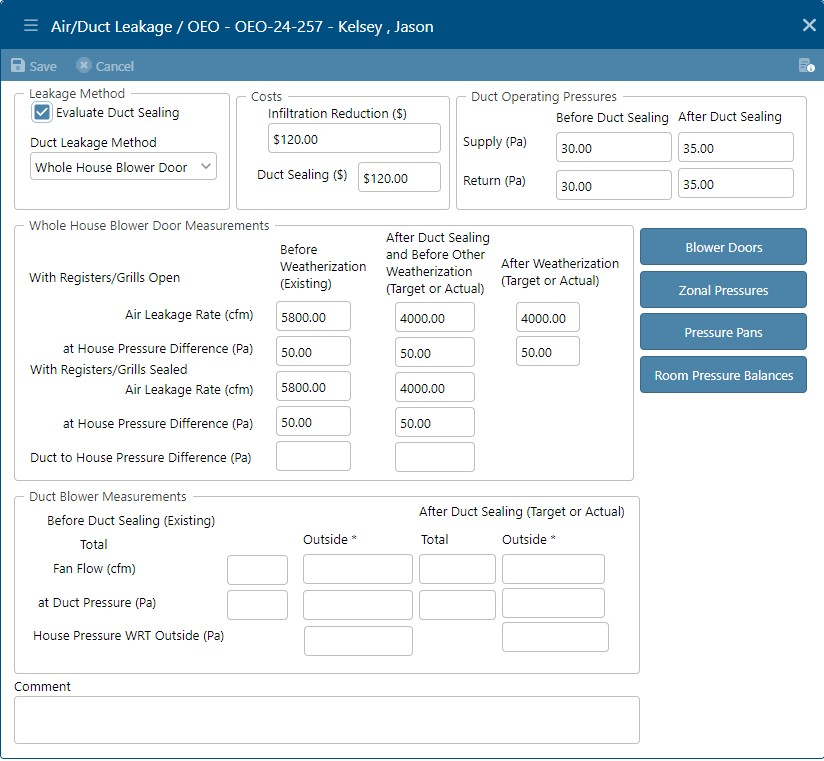 Air/Duct Leakage / OEO - OEO-24-257 - Kelsey , Jason
Save Cancel
Leakage Method
Evaluate Duct Sealing
Duct Leakage Method
Whole House Blower Door
Costs
Infiltration Reduction ($)
$120.00
Duct Sealing ($) $120.00
Duct Operating Pressures
Before Duct Sealing After Duct Sealing
Supply (Pa) 30.00 35.00
Return (Pa) 30.00 35.00
Whole House Blower Door Measurements
With Registers/Grills Open
Before
Weatherization
(Existing)
After Duct Sealing
and Before Other
Weatherization
(Target or Actual)
After Weatherization
(Target or Actual)
Air Leakage Rate (cfm) 5800.00 4000.00 4000.00
at House Pressure Difference (Pa) 50.00 50.00 50.00
With Registers/Grills Sealed
Air Leakage Rate (cfm) 5800.00 4000.00
at House Pressure Difference (Pa) 50.00 50.00
Duct to House Pressure Difference (Pa)
Blower Doors
Zonal Pressures
Pressure Pans
Room Pressure Balances
Duct Blower Measurements
Before Duct Sealing (Existing) After Duct Sealing (Target or Actual)
Total Outside * Total Outside *
Fan Flow (cfm)
at Duct Pressure (Pa)
House Pressure WRT Outside (Pa)
Comment